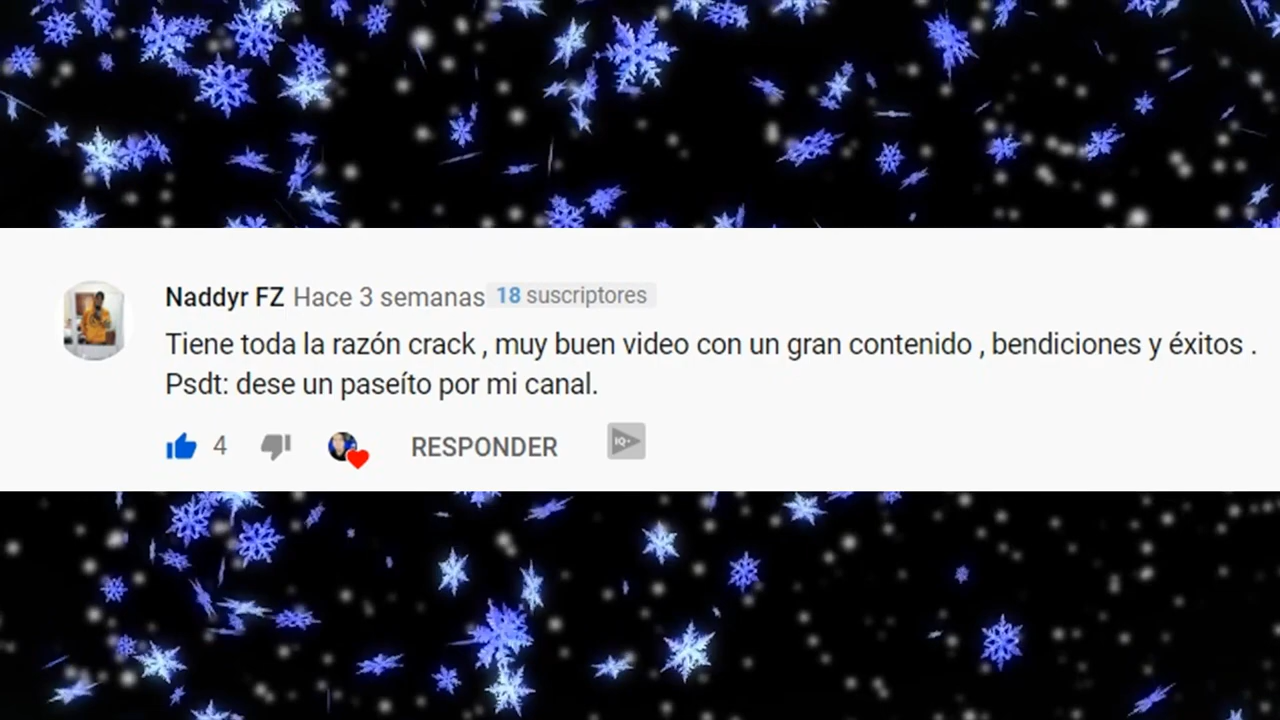 Naddyr FZ Hace 3 semanas 18 suscriptores
Tiene toda la razón crack , muy buen video con un gran contenido , bendiciones y éxitos .
Psdt: dese un paseíto por mi canal.
4 RESPONDER IQ+